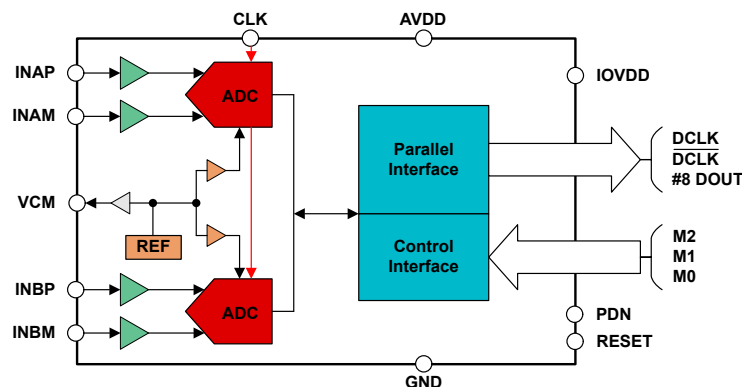 CLK
AVDD
INAP
INAM
VCM
INBP
INBM
ADC
REF
ADC
Parallel
Interface
Control
Interface
IOVDD
DCLK
DCLK
#8 DOUT
M2
M1
M0
PDN
RESET
GND